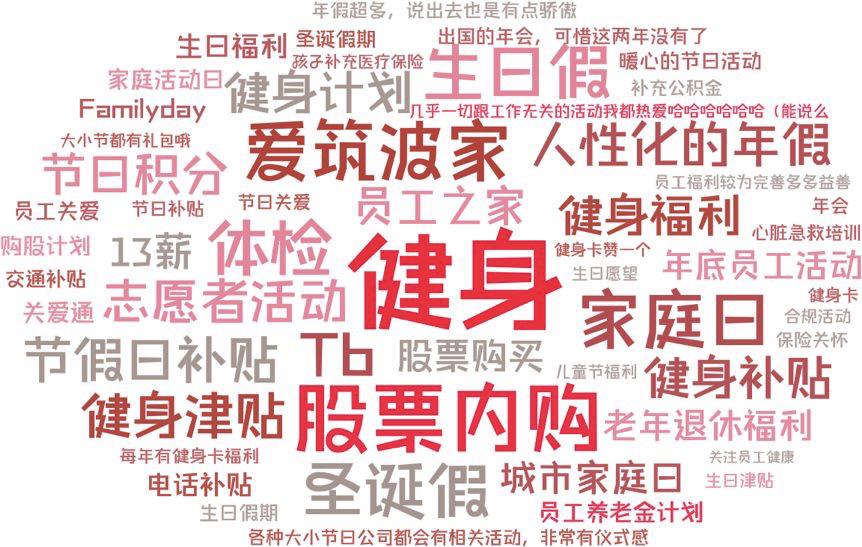 年假超多，说出去也是有点骄傲
生日福利
圣诞假期
出国的年会，可惜这两年没有了
孩子补充医疗保险
生日假
暖心的节日活动
家庭活动日
健身计划
补充公积金
Familyday
几乎一切跟工作无关的活动我都热爱哈哈哈哈哈哈（能说么
大小节都有礼包哦
爱筑波家
人性化的年假
节日积分
员工福利较为完善多多益善
员工关爱
节日补贴
节日关爱
员工之家
健身福利
年会
心脏急救培训
购股计划
13薪
体检
健身
健身卡赞一个
交通补贴
生日愿望
年底员工活动
志愿者活动
关爱通
家庭日
健身卡
合规活动
保险关怀
节假日补贴
Tb
股票购买
儿童节福利
健身补贴
健身津贴
股票内购
老年退休福利
每年有健身卡福利
关注员工健康
电话补贴
圣诞假
城市家庭日
生日津贴
生日假期
员工养老金计划
各种大小节日公司都会有相关活动，非常有仪式感